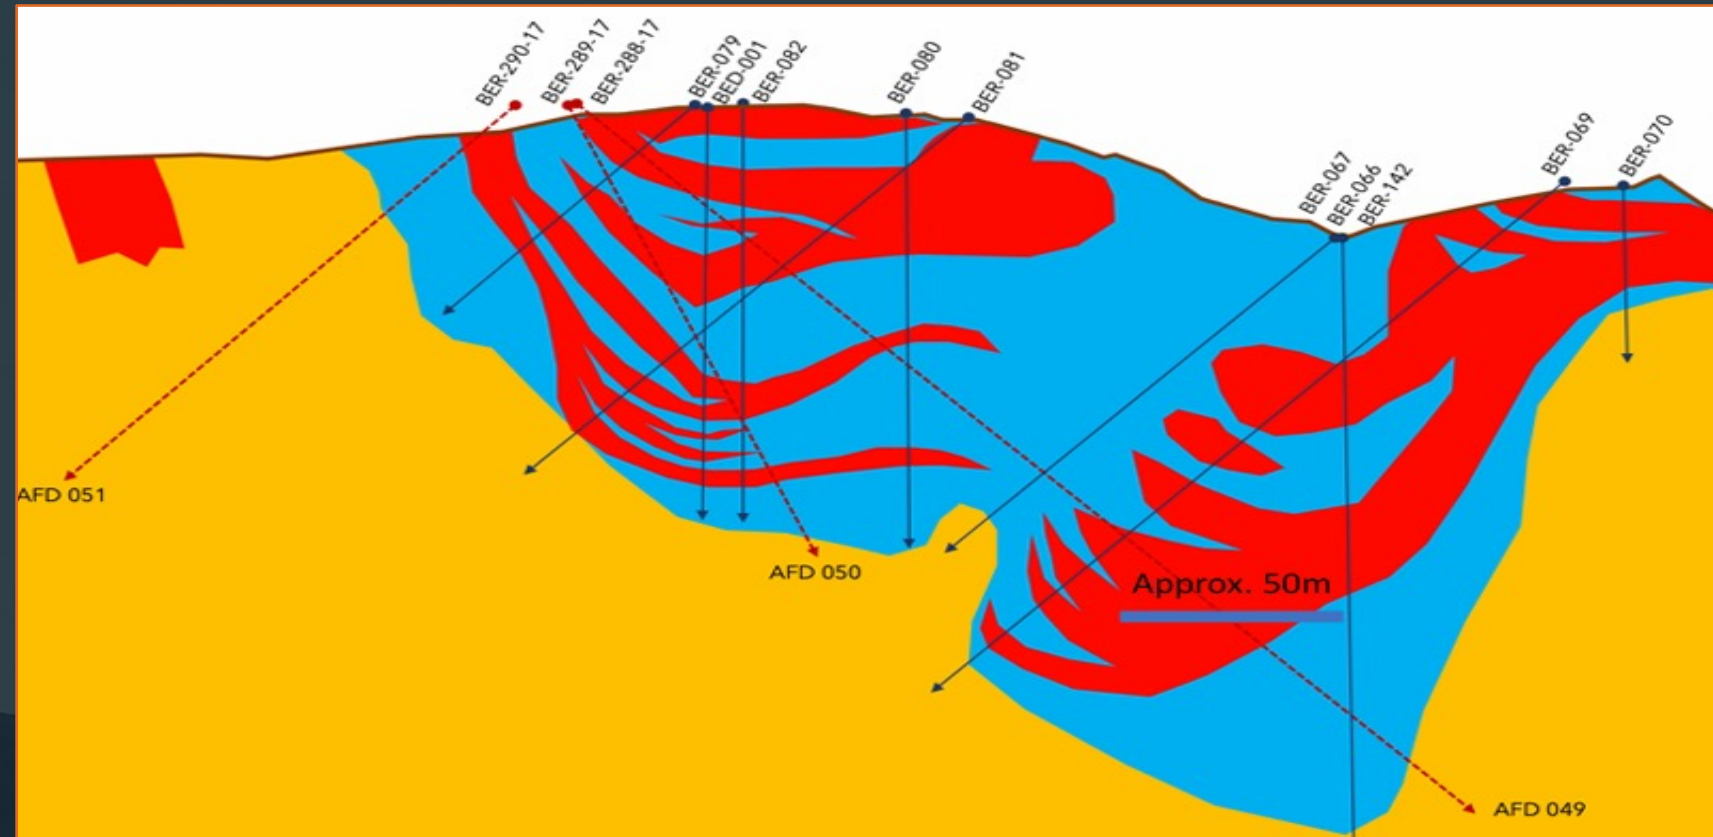 BER-290-17
BER-289-17
BER-288-17
BER-079
BED-001
BER-082
BER-080
BER-081
BER-067
BER-066
BER-142
BER-069
BER-070
AFD 051
AFD 050
Approx. 50m
AFD 049